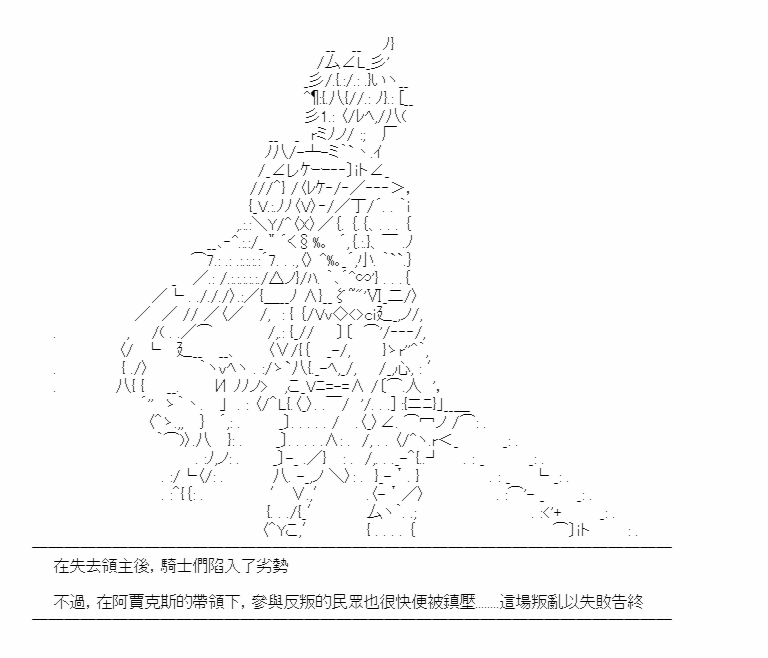 在失去領主後, 騎士們陷入了劣勢
不過, 在阿賈克斯的帶領下, 參與反叛的民眾也很快便被鎮壓........這場叛亂以失敗告終